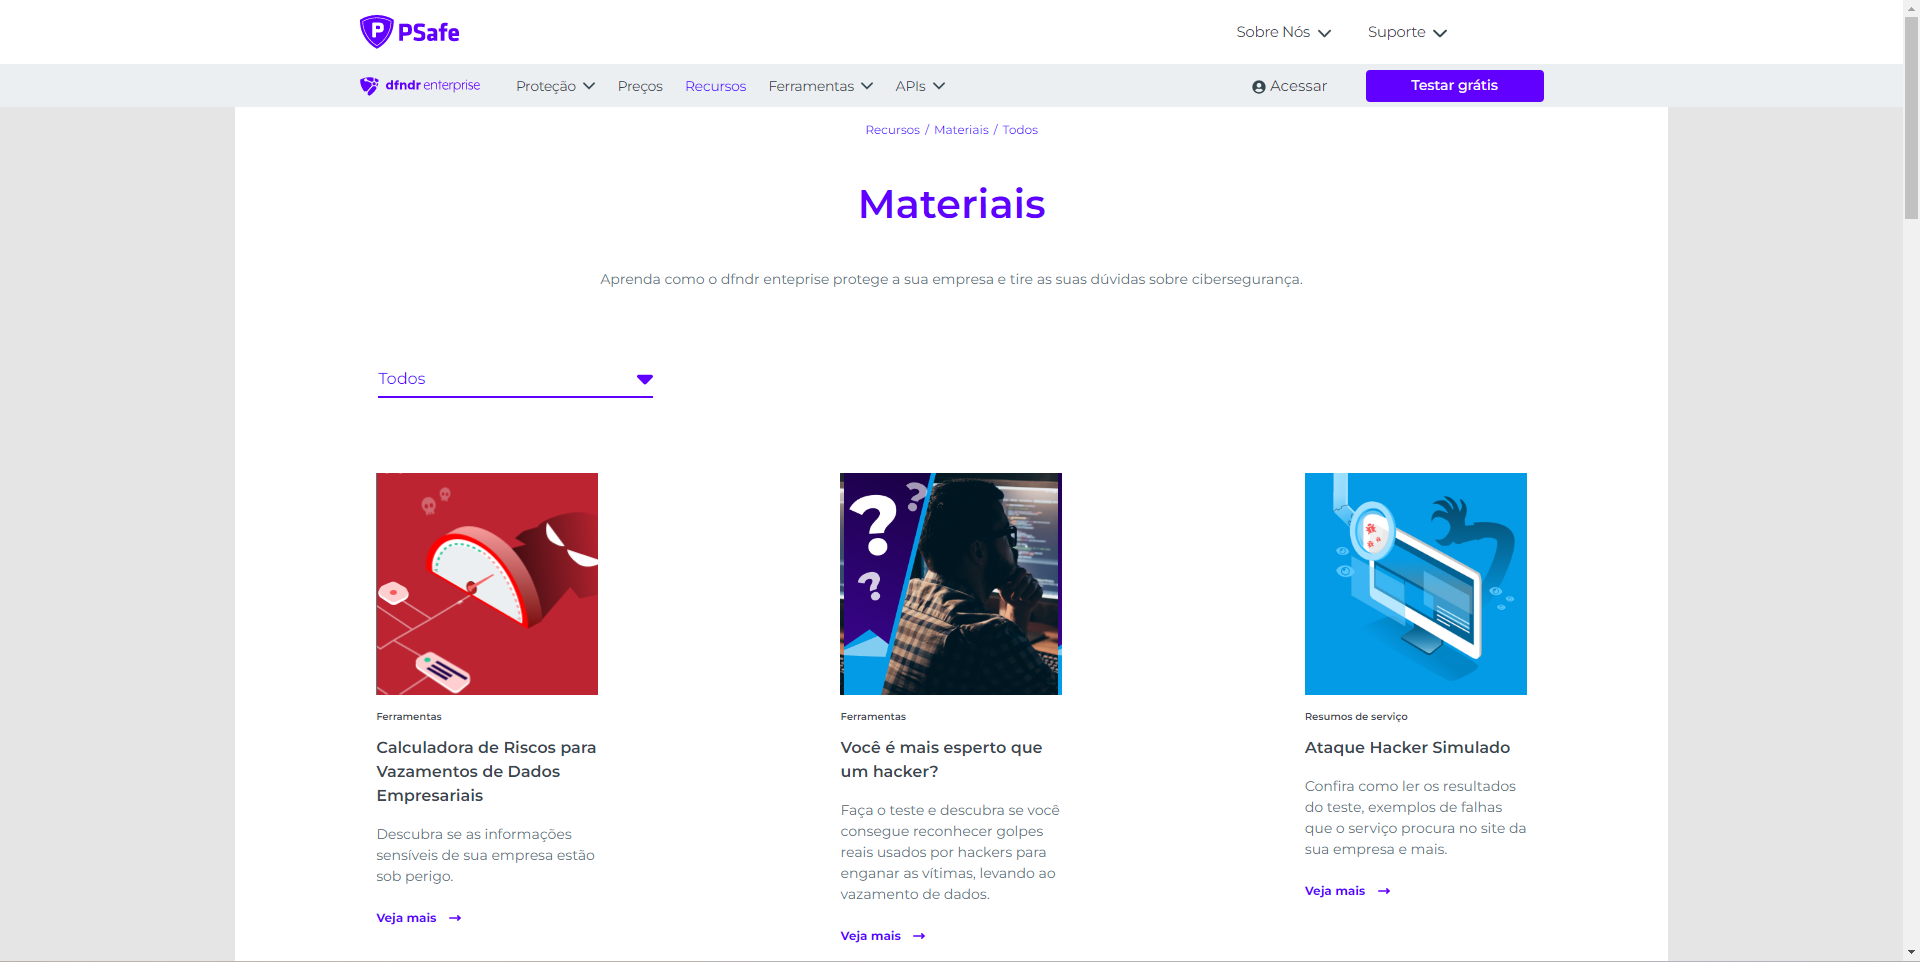 PSafe
Sobre Nós
Suporte
dfndr enterprise
Proteção
Preços
Recursos
Ferramentas
APIs
Acessar
Testar grátis
Recursos / Materiais / Todos
Materiais
Aprenda como o dfndr enteprise protege a sua empresa e tire as suas dúvidas sobre cibersegurança.
Todos
Ferramentas
Calculadora de Riscos para
Vazamentos de Dados
Empresariais
Descubra se as informações
sensíveis de sua empresa estão
sob perigo.
Veja mais →
Ferramentas
Você é mais esperto que
um hacker?
Faça o teste e descubra se você
consegue reconhecer golpes
reais usados por hackers para
enganar as vítimas, levando ao
vazamento de dados.
Veja mais →
Resumos de serviço
Ataque Hacker Simulado
Confira como ler os resultados
do teste, exemplos de falhas
que o serviço procura no site da
sua empresa e mais.
Veja mais →